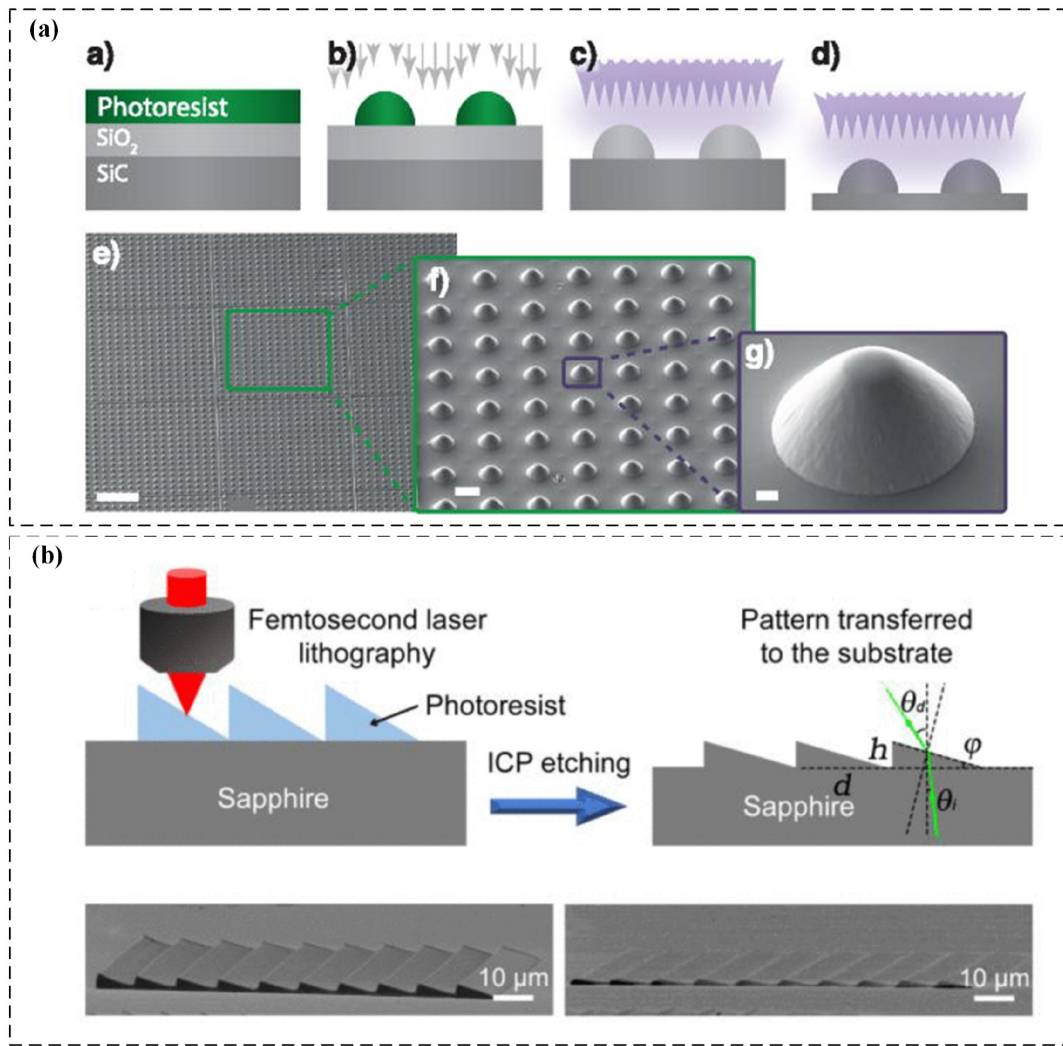 (a)
a)
b)
c)
d)
Photoresist
SiO₂
SiC
e)
f)
g)
(b)
Femtosecond laser
lithography
Photoresist
Sapphire
ICP etching
Pattern transferred
to the substrate
θd
h
φ
d
θi
Sapphire
10 µm
10 µm